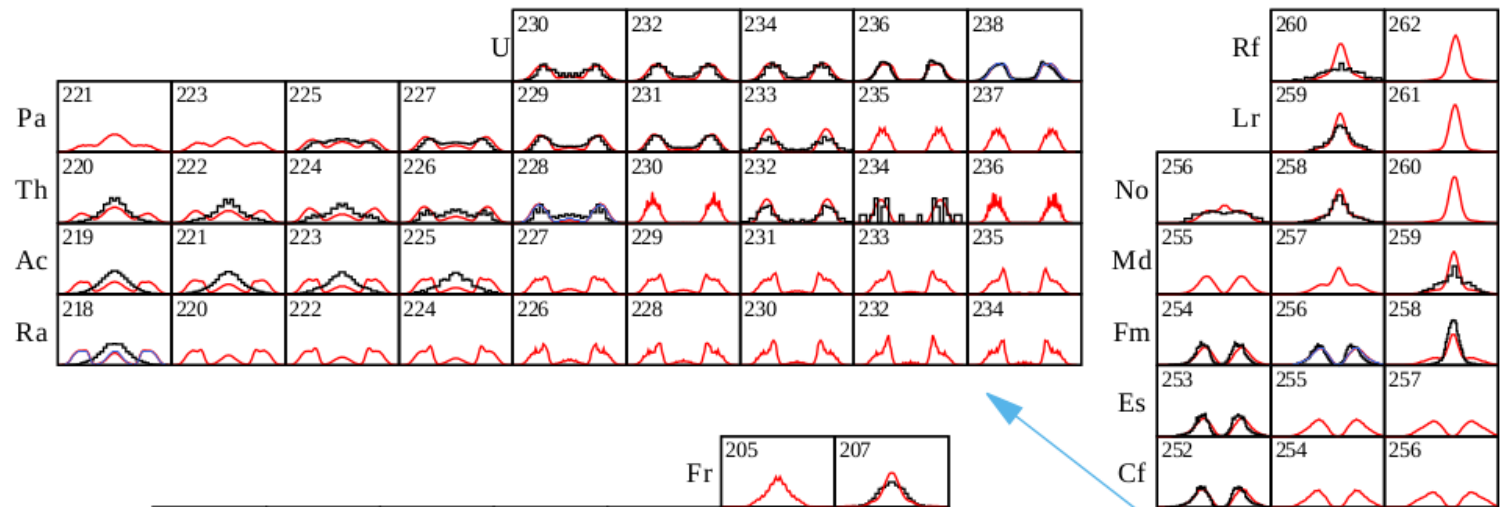 230 232 234 236 238
U
260 262
Rf
221 223 225 227 229 231 233 235 237
Pa
259 261
Lr
220 222 224 226 228 230 232 234 236
Th
256 258 260
No
219 221 223 225 227 229 231 233 235
Ac
255 257 259
Md
218 220 222 224 226 228 230 232 234
Ra
254 256 258
Fm
253 255 257
Es
205 207
Fr
252 254 256
Cf